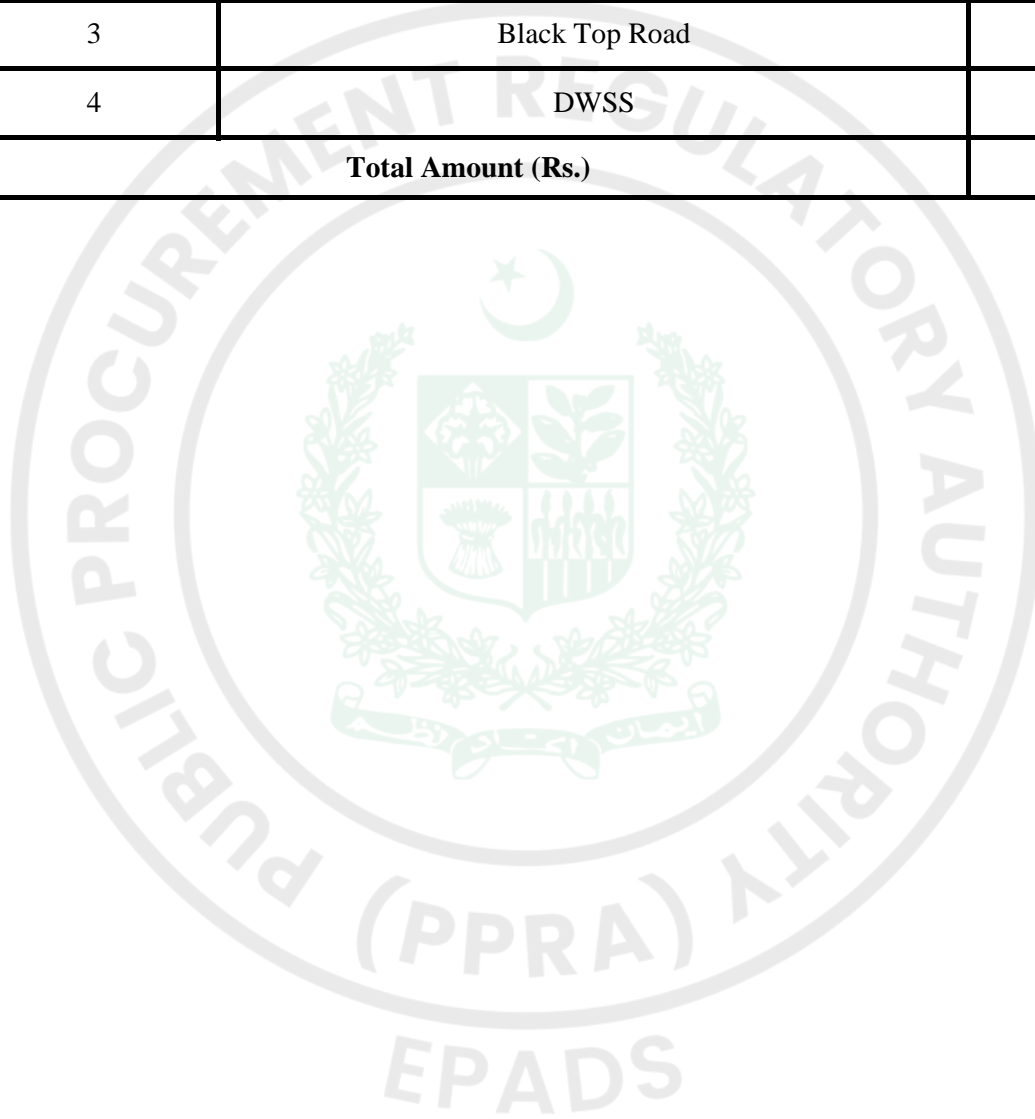 3 Black Top Road
4 DWSS
Total Amount (Rs.)
PUBLIC PROCUREMENT REGULATORY AUTHORITY
(PPRA)
EPADS